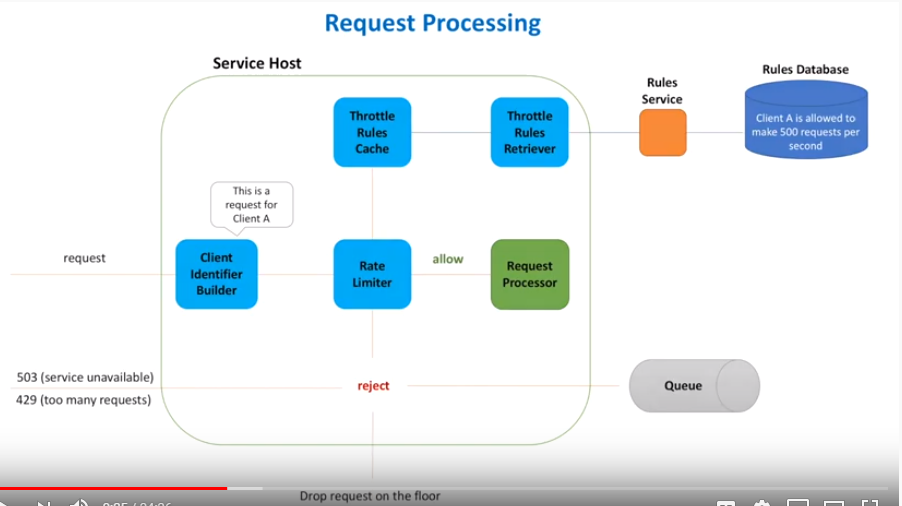 Request Processing
Service Host
Rules Database
Rules
Service
Throttle
Rules
Cache
Throttle
Rules
Retriever
Client A is allowed to
make 500 requests per
second
This is a
request for
Client A
request
Client
Identifier
Builder
Rate
Limiter
allow
Request
Processor
503 (service unavailable)
429 (too many requests)
reject
Queue
Drop request on the floor